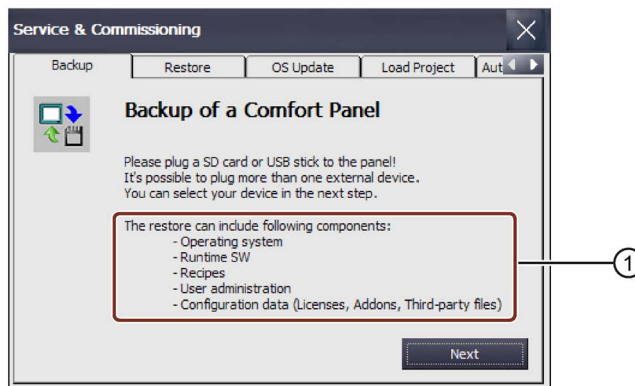 Service & Commissioning
Backup
Restore
OS Update
Load Project
Aut
Backup of a Comfort Panel
Please plug a SD card or USB stick to the panel!
It's possible to plug more than one external device.
You can select your device in the next step.
The restore can include following components:
- Operating system
- Runtime SW
- Recipes
- User administration
- Configuration data (Licenses, Addons, Third-party files)
1
Next